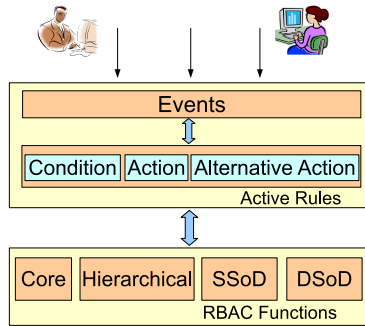 Events
Condition Action Alternative Action
Active Rules
Core Hierarchical SSoD DSoD
RBAC Functions